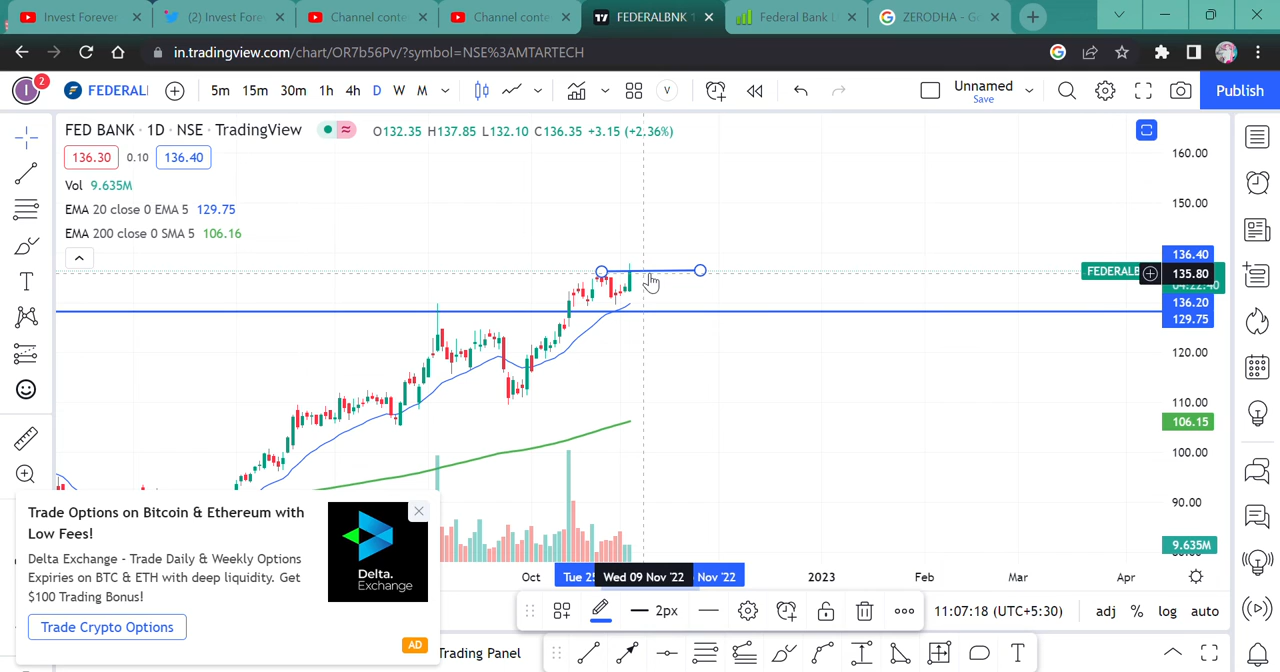 Invest Forever
(2) Invest Fore
Channel conte
Channel conte
FEDERALBNK 1
Federal Bank L
ZERODHA - G
in.tradingview.com/chart/OR7b56Pv/?symbol=NSE%3AMTARTECH
I
2
FEDERAL
5m 15m 30m 1h 4h D W M
V
Unnamed
Save
Publish
FED BANK · 1D · NSE · TradingView
O132.35 H137.85 L132.10 C136.35 +3.15 (+2.36%)
136.30 0.10 136.40
Vol 9.635M
EMA 20 close 0 EMA 5 129.75
EMA 200 close 0 SMA 5 106.16
160.00
150.00
136.40
FEDERALB
135.80
136.20
129.75
120.00
110.00
106.15
100.00
90.00
9.635M
Oct
Tue 25
Wed 09 Nov '22
Nov '22
2023
Feb
Mar
Apr
Trade Options on Bitcoin & Ethereum with
Low Fees!
Delta Exchange - Trade Daily & Weekly Options
Expiries on BTC & ETH with deep liquidity. Get
$100 Trading Bonus!
Trade Crypto Options
Delta.
Exchange
AD
2px
11:07:18 (UTC+5:30)
adj % log auto
Trading Panel